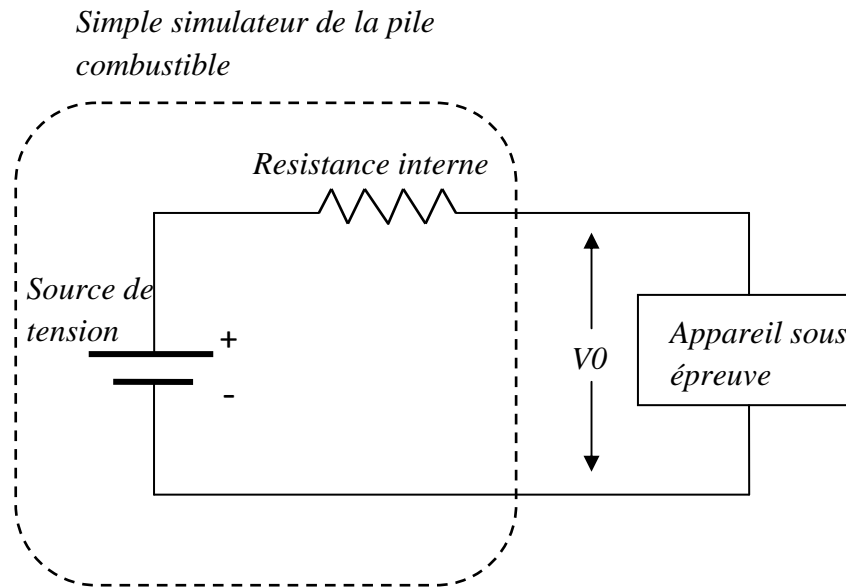 Simple simulateur de la pile
combustible
Resistance interne
Source de
tension
+
-
V0
Appareil sous
épreuve